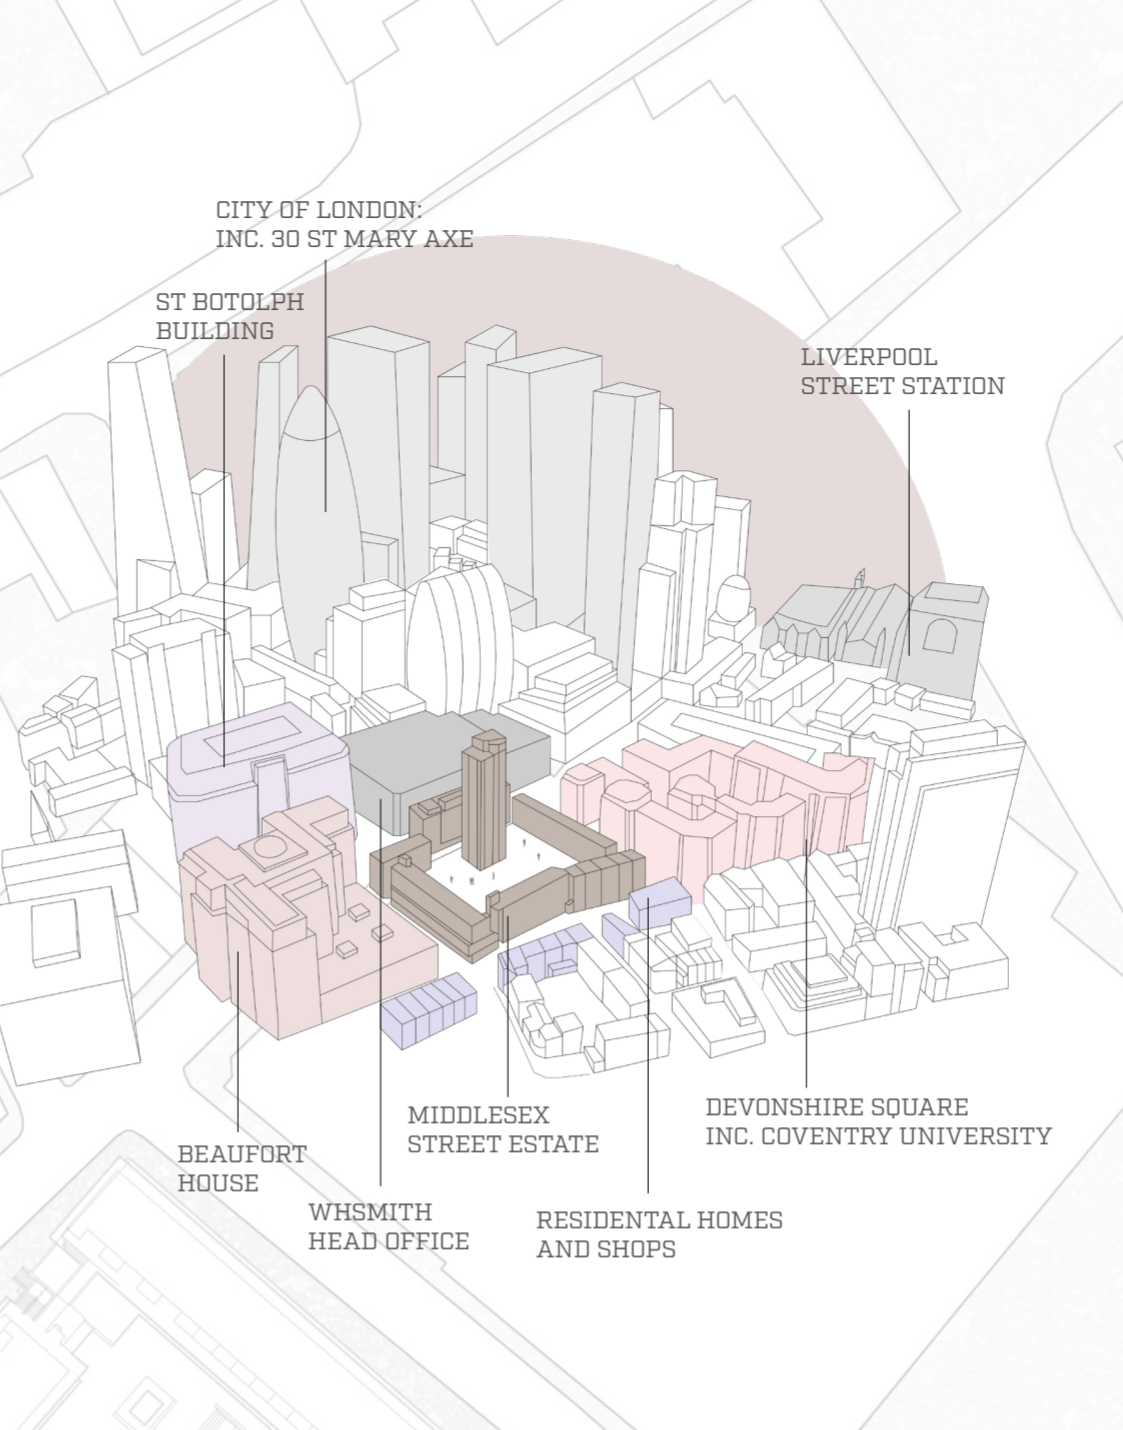 CITY OF LONDON:
INC. 30 ST MARY AXE
ST BOTOLPH
BUILDING
LIVERPOOL
STREET STATION
MIDDLESEX
STREET ESTATE
DEVONSHIRE SQUARE
INC. COVENTRY UNIVERSITY
BEAUFORT
HOUSE
WHSMITH
HEAD OFFICE
RESIDENTAL HOMES
AND SHOPS